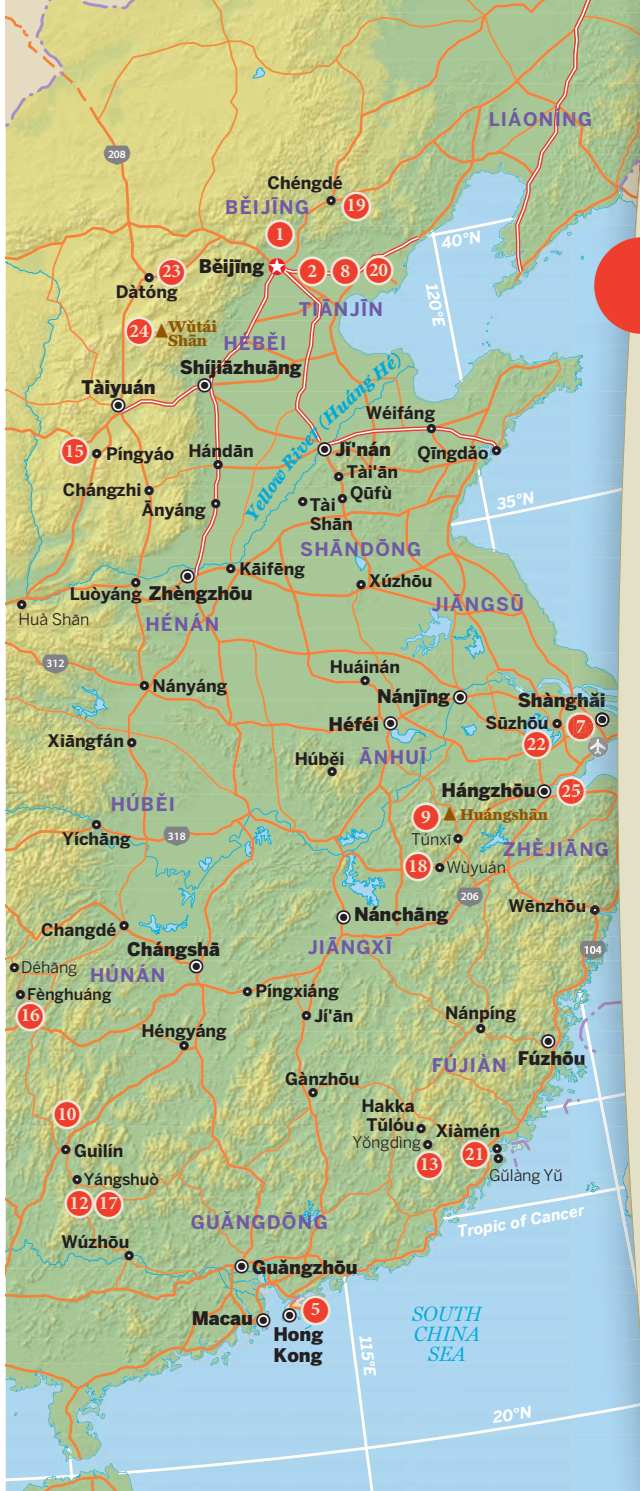 LIÁONÍNG
208
Chéngdé
19
BĚIJĪNG
1
40°N
Běijīng
2 8 20
23
Dàtóng
120°E
TIĀNJĪN
24
Wǔtái
Shān
HÉBĚI
Shíjiāzhuāng
Tàiyuán
Yellow River (Huáng Hé)
Wéifāng
15
Píngyáo
Hándān
Jǐ'nán
Qīngdǎo
Tài'ān
Chángzhi
Qūfù
Ānyáng
Tài
Shān
35°N
SHĀNDŌNG
Kāifēng
Luòyáng
Zhèngzhōu
Xúzhōu
Huà Shān
HÉNÁN
JIĀNGSŪ
312
Huáinán
Nányáng
Nánjīng
Shànghǎi
Héféi
Sūzhōu
7
Xiāngfán
22
Húběi
ĀNHUĪ
Hángzhōu
25
HÚBĚI
9
Huángshān
Yíchāng
318
Túnxī
ZHÈJIĀNG
18
Wùyuán
206
Wēnzhōu
Nánchāng
Changdé
104
Chángshā
JIĀNGXĪ
Déhāng
HÚNÁN
Fènghuáng
16
Píngxiáng
Jí'ān
Nánpíng
Héngyáng
Fúzhōu
FÚJIÀN
Gànzhōu
Hakka
Tǔlóu
10
Xiàmén
Yǒngdìng
Guìlín
13
21
Gǔlàng Yǔ
Yángshuò
12 17
GUǍNGDŌNG
Tropic of Cancer
Wúzhōu
Guǎngzhōu
5
Macau
Hong
Kong
SOUTH
CHINA
SEA
115°E
20°N